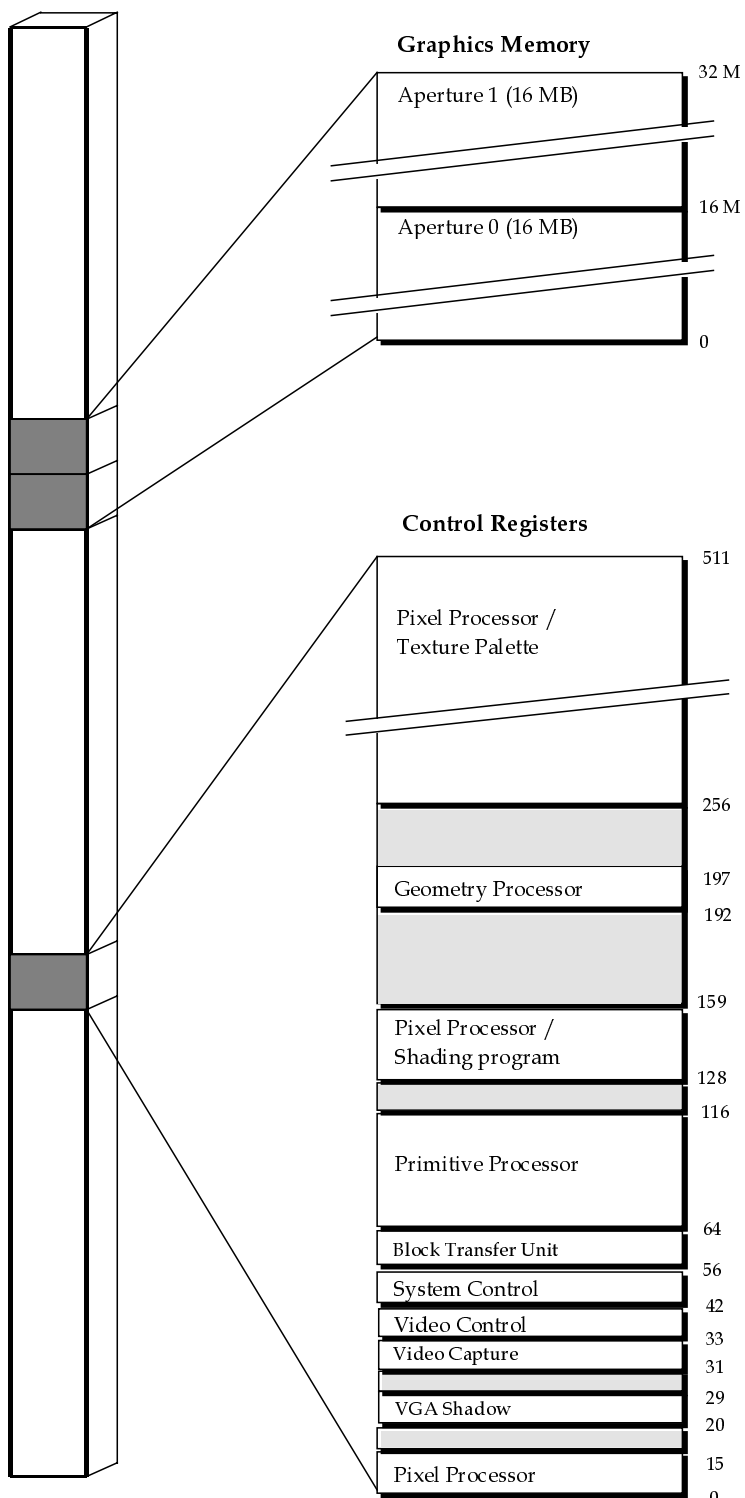 Graphics Memory
32 M
Aperture 1 (16 MB)
16 M
Aperture 0 (16 MB)
0
Control Registers
511
Pixel Processor /
Texture Palette
256
197
Geometry Processor
192
159
Pixel Processor /
Shading program
128
116
Primitive Processor
64
Block Transfer Unit
56
System Control
42
Video Control
33
Video Capture
31
29
VGA Shadow
20
15
Pixel Processor
0